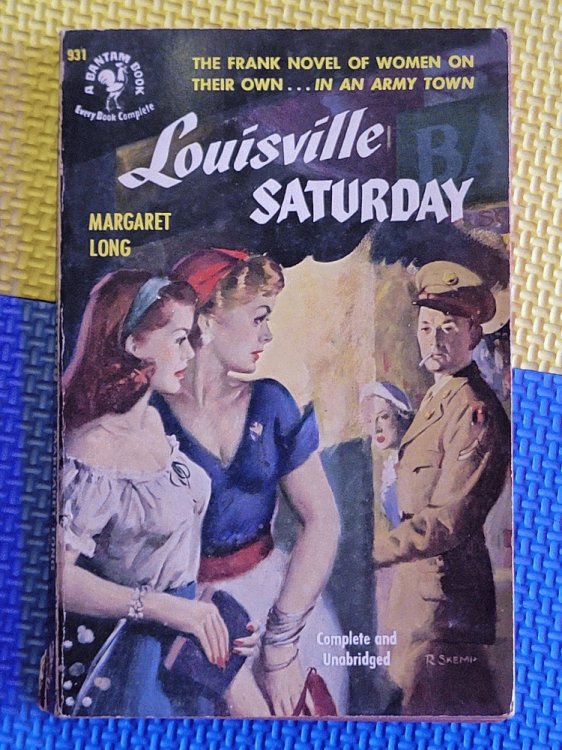 931
A BANTAM BOOK
Every Book Complete
THE FRANK NOVEL OF WOMEN ON
THEIR OWN...IN AN ARMY TOWN
Louisville
SATURDAY
BA
MARGARET
LONG
Complete and
Unabridged
R. SKEMP